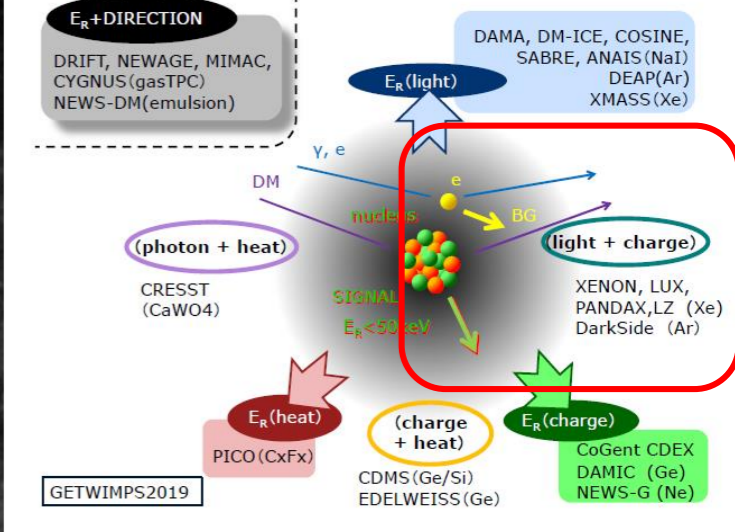 E_R+DIRECTION
DRIFT, NEWAGE, MIMAC,
CYGNUS(gasTPC)
NEWS-DM(emulsion)
E_R(light)
DAMA, DM-ICE, COSINE,
SABRE, ANAIS(NaI)
DEAP(Ar)
XMASS(Xe)
γ, e
e
DM
BG
nucleus
(photon + heat)
(light + charge)
CRESST
(CaWO4)
SIGNAL
E_R<50keV
XENON, LUX,
PANDAX,LZ (Xe)
DarkSide (Ar)
E_R(heat)
PICO(CxFx)
(charge
+ heat)
CDMS(Ge/Si)
EDELWEISS(Ge)
E_R(charge)
CoGent CDEX
DAMIC (Ge)
NEWS-G (Ne)
GETWIMPS2019